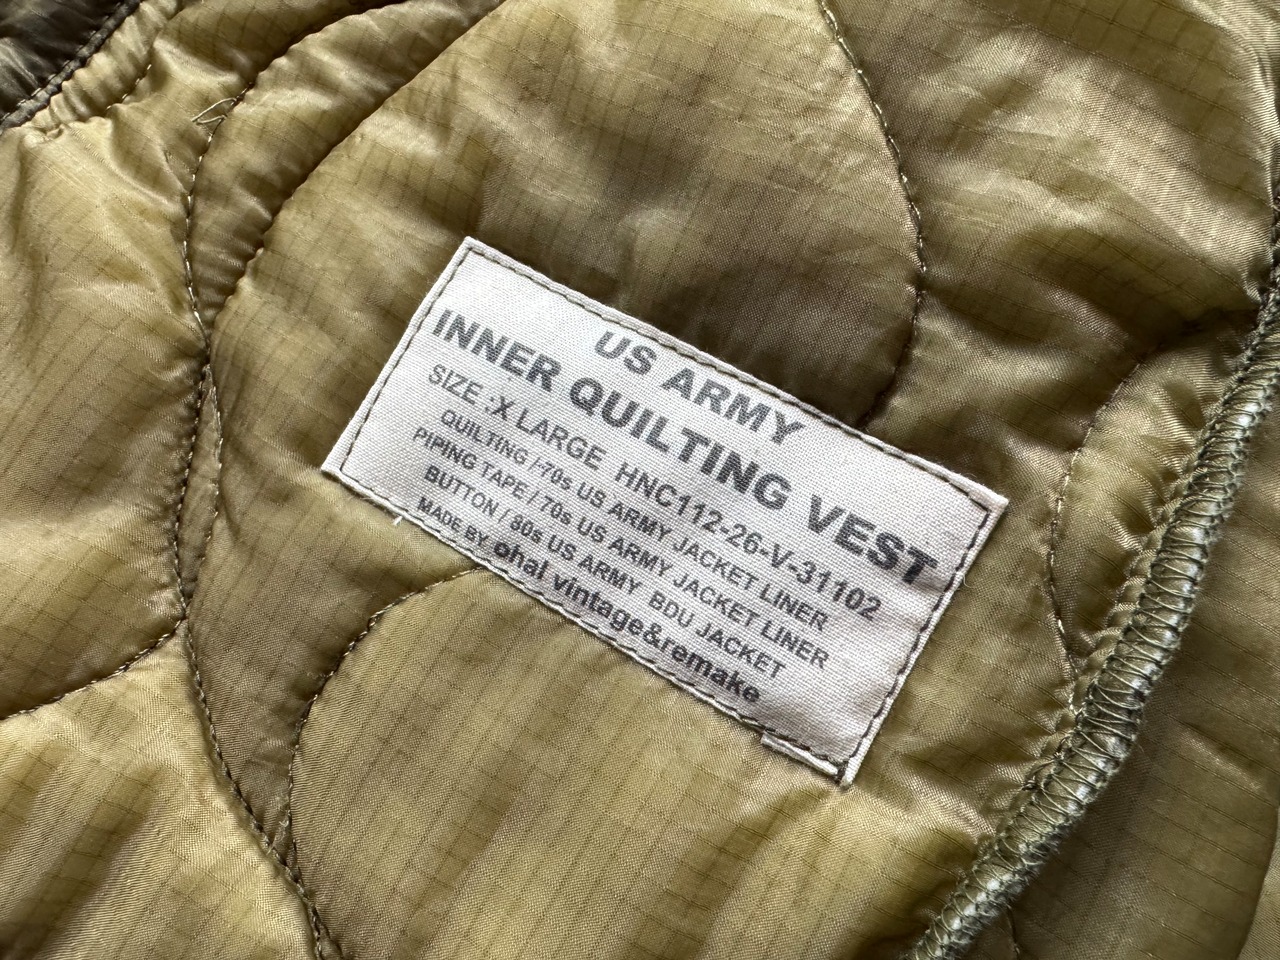 US ARMY
INNER QUILTING VEST
SIZE :X LARGE HNC112-26-V-31102
QUILTING /-70s US ARMY JACKET LINER
PIPING TAPE / 70s US ARMY JACKET LINER
BUTTON / 80s US ARMY BDU JACKET
MADE BY ohal vintage&remake